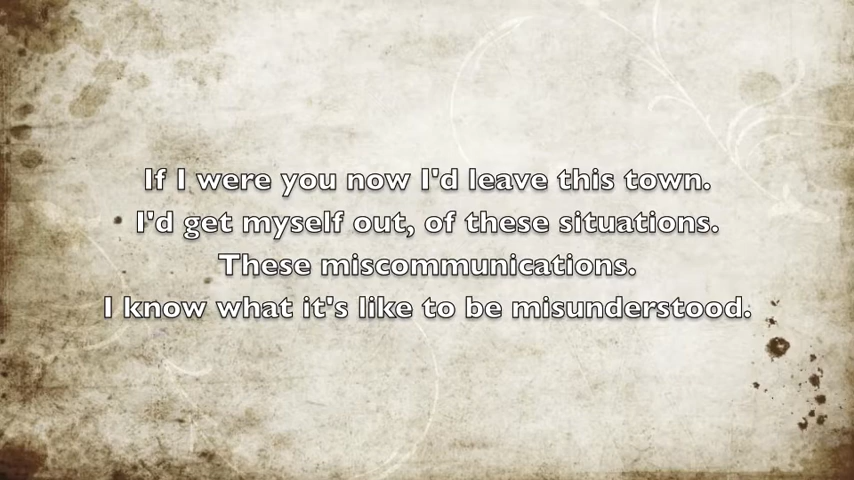 If I were you now I'd leave this town.
I'd get myself out, of these situations.
These miscommunications.
I know what it's like to be misunderstood.